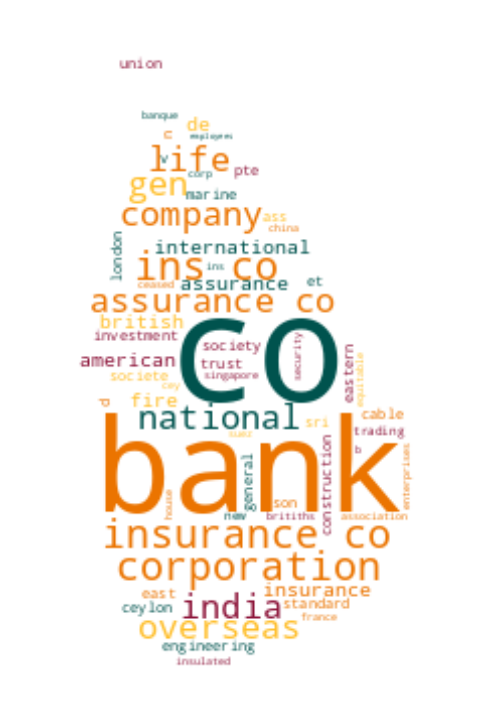 union
banque
de
c
employees
life
v
corp
pte
gen
marine
company
ass
china
london
international
ins co
ins
ceased
assurance
et
assurance co
british
co
investment
society
security
american
trust
eastern
equitable
societe
singapore
cey
fire
d
national
sri
cable
suez
trading
bank
b
construction
general
enterprises
house
son
new
britiths
association
insurance co
corporation
east
insurance
ceylon
india
standard
france
overseas
engineering
insulated